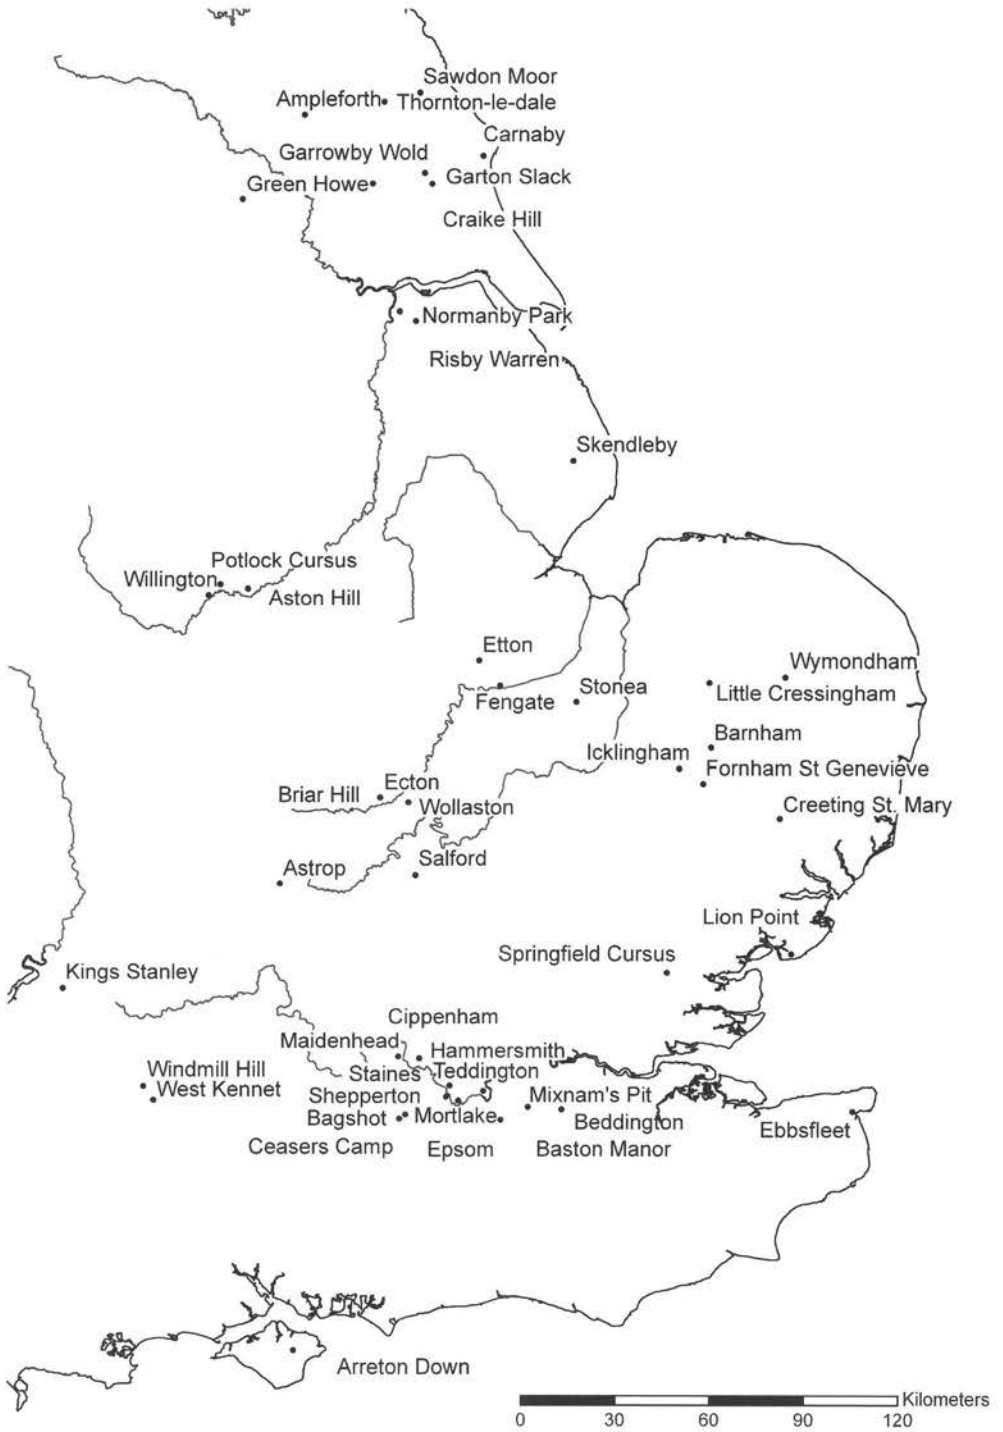 Sawdon Moor
Ampleforth
Thornton-le-dale
Carnaby
Garrowby Wold
Green Howe
Garton Slack
Craike Hill
Normanby Park
Risby Warren
Skendleby
Potlock Cursus
Willington
Aston Hill
Etton
Wymondham
Stonea
Little Cressingham
Fengate
Barnham
Icklingham
Fornham St Genevieve
Ecton
Briar Hill
Wollaston
Creeting St. Mary
Salford
Astrop
Lion Point
Springfield Cursus
Kings Stanley
Cippenham
Maidenhead
Hammersmith
Windmill Hill
Staines
Teddington
West Kennet
Shepperton
Mixnam's Pit
Bagshot
Mortlake
Beddington
Ebbsfleet
Ceasers Camp
Epsom
Baston Manor
Arreton Down
Kilometers
0 30 60 90 120